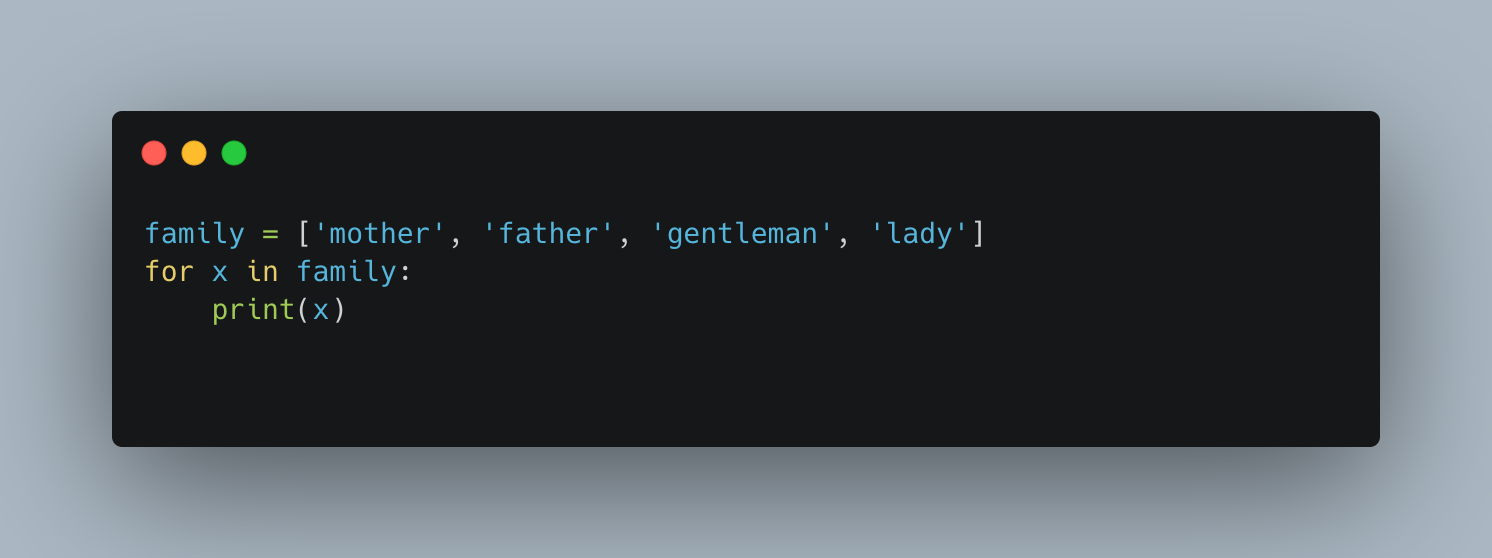 family = ['mother', 'father', 'gentleman', 'lady']
for x in family:
    print(x)